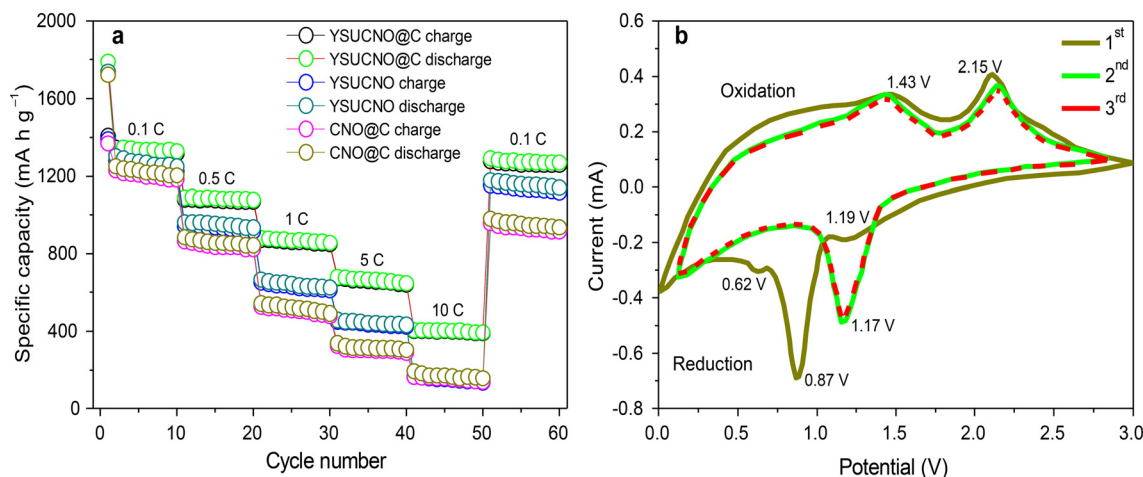 a
2000
1600
1200
800
400
0
Specific capacity (mA h g⁻¹)
YSUCNO@C charge
YSUCNO@C discharge
YSUCNO charge
YSUCNO discharge
CNO@C charge
CNO@C discharge
0.1 C
0.5 C
1 C
5 C
10 C
0.1 C
0 10 20 30 40 50 60
Cycle number
b
0.6
0.4
0.2
0.0
-0.2
-0.4
-0.6
-0.8
Current (mA)
1st
2nd
3rd
Oxidation
1.43 V
2.15 V
1.19 V
0.62 V
1.17 V
0.87 V
Reduction
0.0 0.5 1.0 1.5 2.0 2.5 3.0
Potential (V)